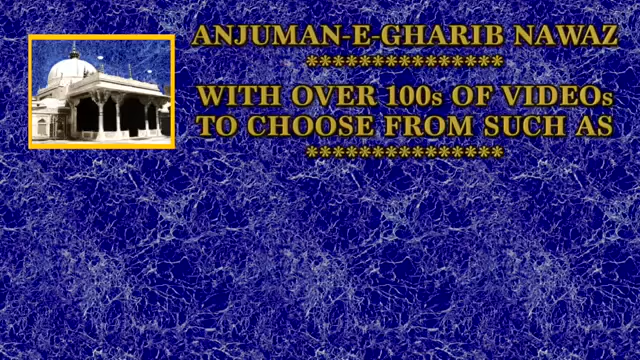 ANJUMAN-E-GHARIB NAWAZ
***************
WITH OVER 100s OF VIDEOs
TO CHOOSE FROM SUCH AS
***************